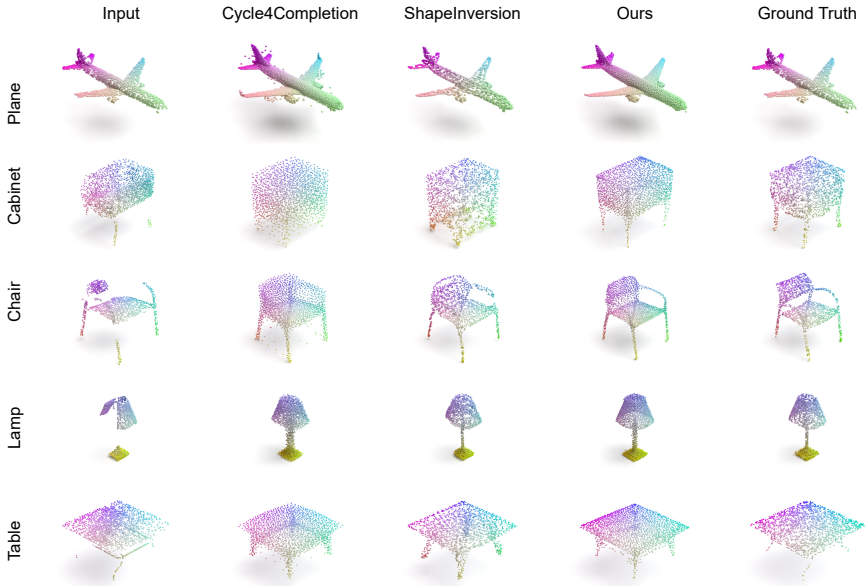 Input Cycle4Completion ShapeInversion Ours Ground Truth
Plane
Cabinet
Chair
Lamp
Table